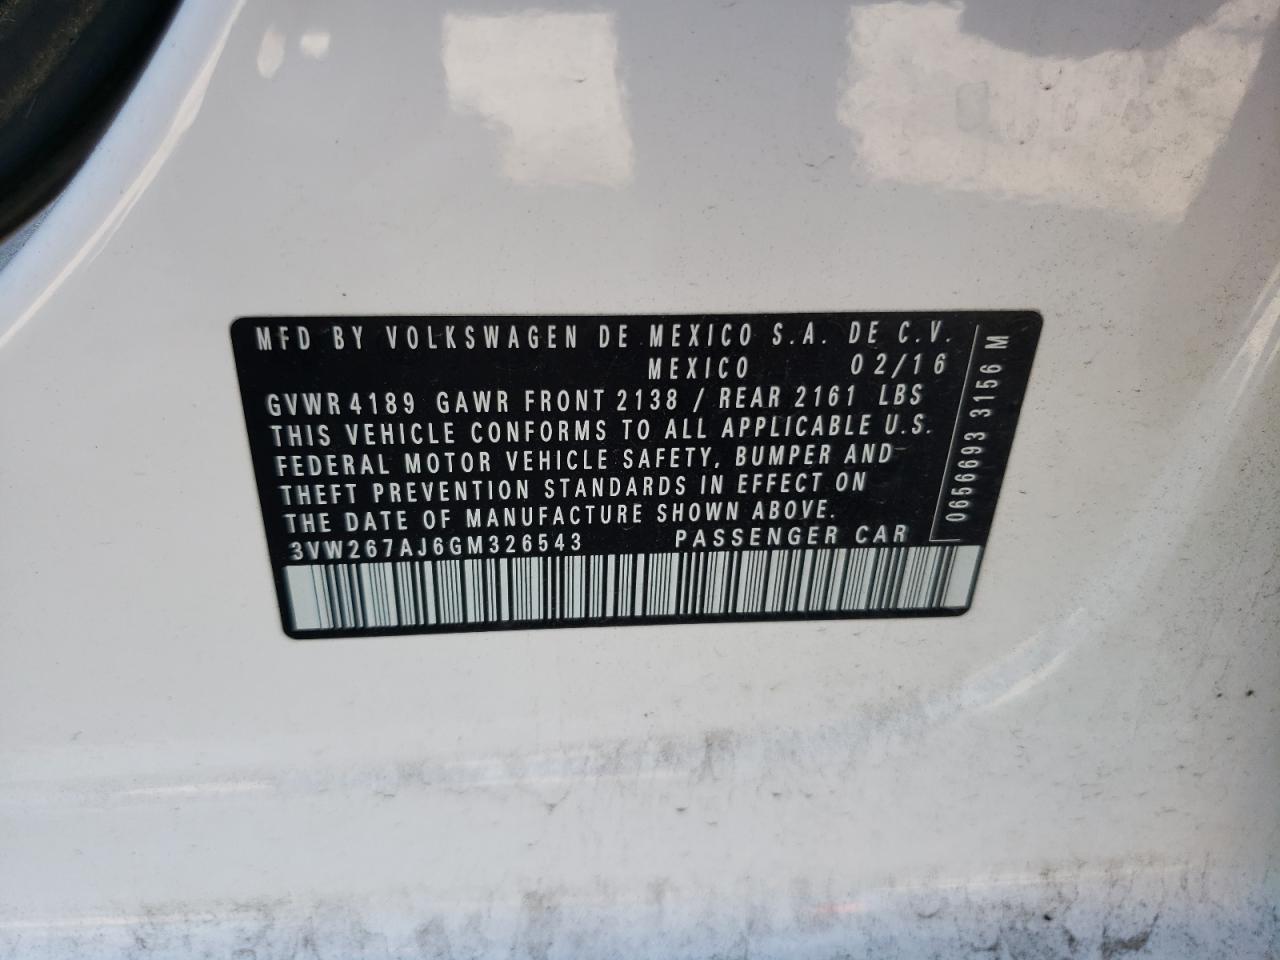 MFD BY VOLKSWAGEN DE MEXICO S.A. DE C.V.
MEXICO 02/16
GVWR 4189 GAWR FRONT 2138 / REAR 2161 LBS
THIS VEHICLE CONFORMS TO ALL APPLICABLE U.S.
FEDERAL MOTOR VEHICLE SAFETY, BUMPER AND
THEFT PREVENTION STANDARDS IN EFFECT ON
THE DATE OF MANUFACTURE SHOWN ABOVE.
3VW267AJ6GM326543 PASSENGER CAR
0656693 3156 M